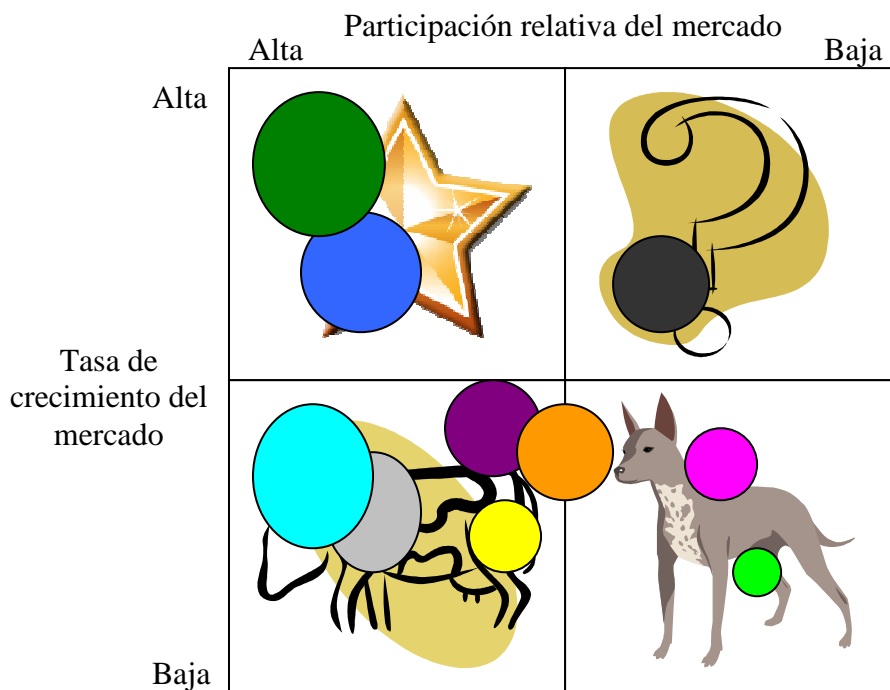 Participación relativa del mercado
Alta
Baja
Alta
Tasa de
crecimiento del
mercado
Baja